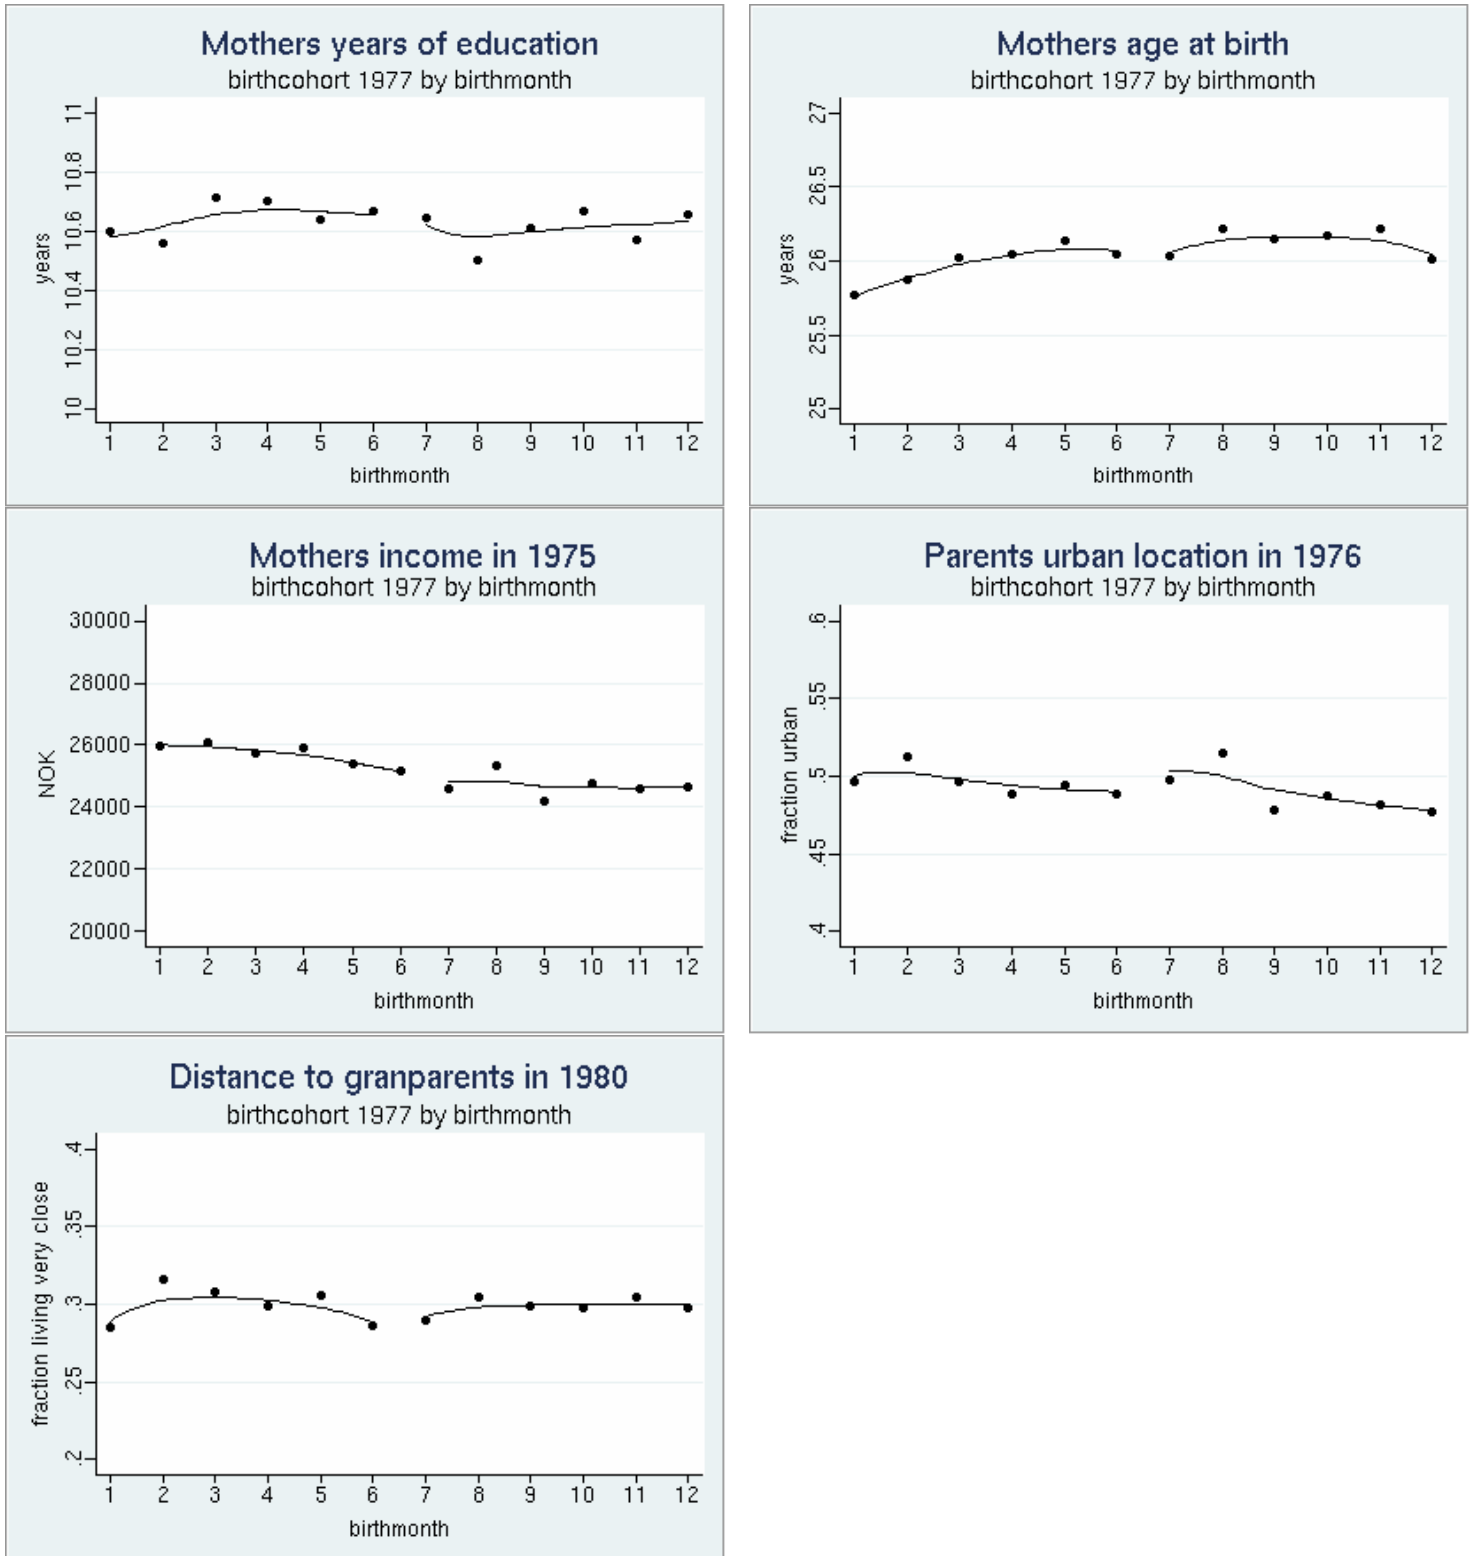 Mothers years of education
birthcohort 1977 by birthmonth
years
11
10.8
10.6
10.4
10.2
10
1 2 3 4 5 6 7 8 9 10 11 12
birthmonth
Mothers age at birth
birthcohort 1977 by birthmonth
years
27
26.5
26
25.5
25
1 2 3 4 5 6 7 8 9 10 11 12
birthmonth
Mothers income in 1975
birthcohort 1977 by birthmonth
NOK
30000
28000
26000
24000
22000
20000
1 2 3 4 5 6 7 8 9 10 11 12
birthmonth
Parents urban location in 1976
birthcohort 1977 by birthmonth
fraction urban
.6
.55
.5
.45
.4
1 2 3 4 5 6 7 8 9 10 11 12
birthmonth
Distance to granparents in 1980
birthcohort 1977 by birthmonth
fraction living very close
.4
.35
.3
.25
.2
1 2 3 4 5 6 7 8 9 10 11 12
birthmonth